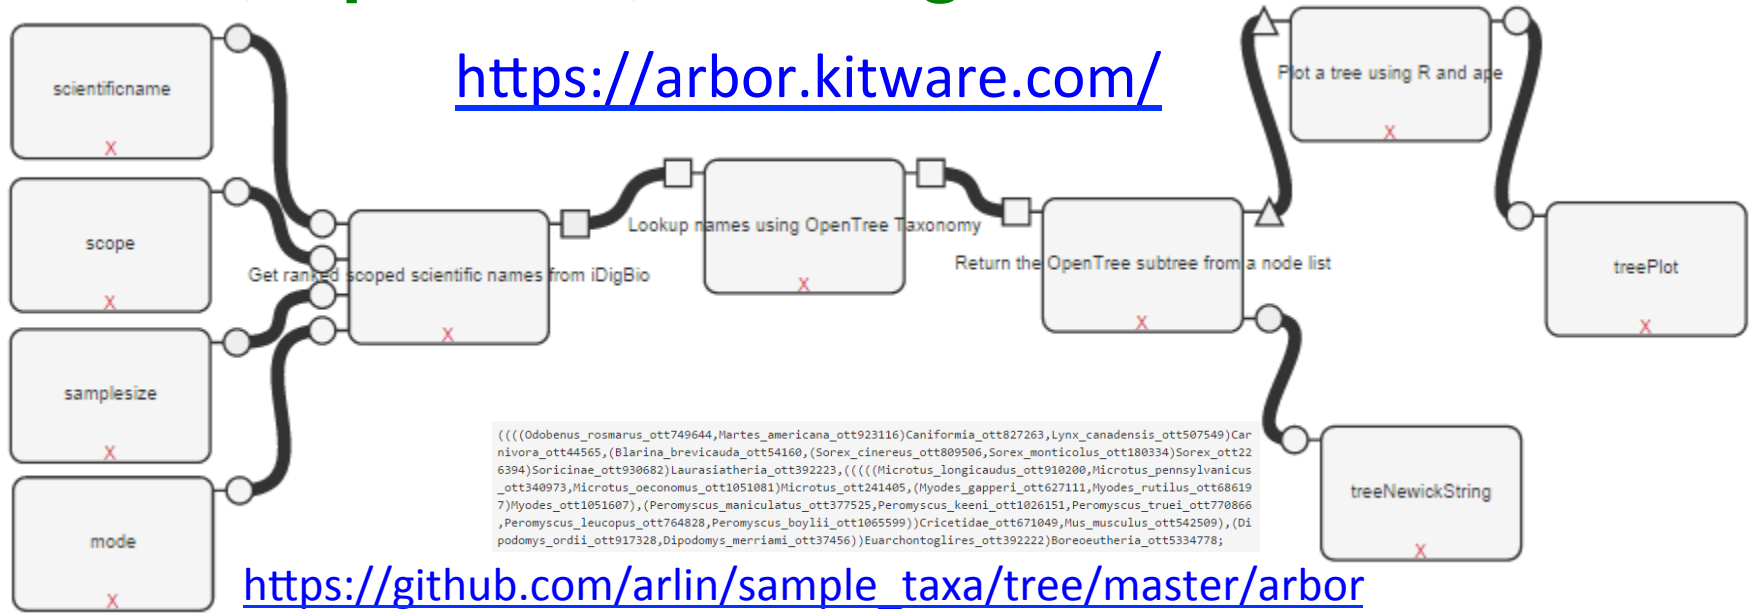 https://arbor.kitware.com/
Plot a tree using R and ape
X
scientificname
X
scope
X
Get ranked scoped scientific names from iDigBio
X
Lookup names using OpenTree Taxonomy
X
Return the OpenTree subtree from a node list
X
treePlot
X
samplesize
X
mode
X
((((Odobenus_rosmarus_ott749644,Martes_americana_ott923116)Caniformia_ott827263,Lynx_canadensis_ott507549)Car
nivora_ott44565,(Blarina_brevicauda_ott54160,(Sorex_cinereus_ott809506,Sorex_monticolus_ott180334)Sorex_ott22
6394)Soricinae_ott930682)Laurasiatheria_ott392223,(((((Microtus_longicaudus_ott910200,Microtus_pennsylvanicus
_ott340973,Microtus_oeconomus_ott1051081)Microtus_ott241405,(Myodes_gapperi_ott627111,Myodes_rutilus_ott68619
7)Myodes_ott1051607),(Peromyscus_maniculatus_ott377525,Peromyscus_keeni_ott1026151,Peromyscus_truei_ott770866
,Peromyscus_leucopus_ott764828,Peromyscus_boylii_ott1065599))Cricetidae_ott671049,Mus_musculus_ott542509),(Di
podomys_ordii_ott917328,Dipodomys_merriami_ott37456))Euarchontoglires_ott392222)Boreoeutheria_ott5334778;
treeNewickString
X
https://github.com/arlin/sample_taxa/tree/master/arbor